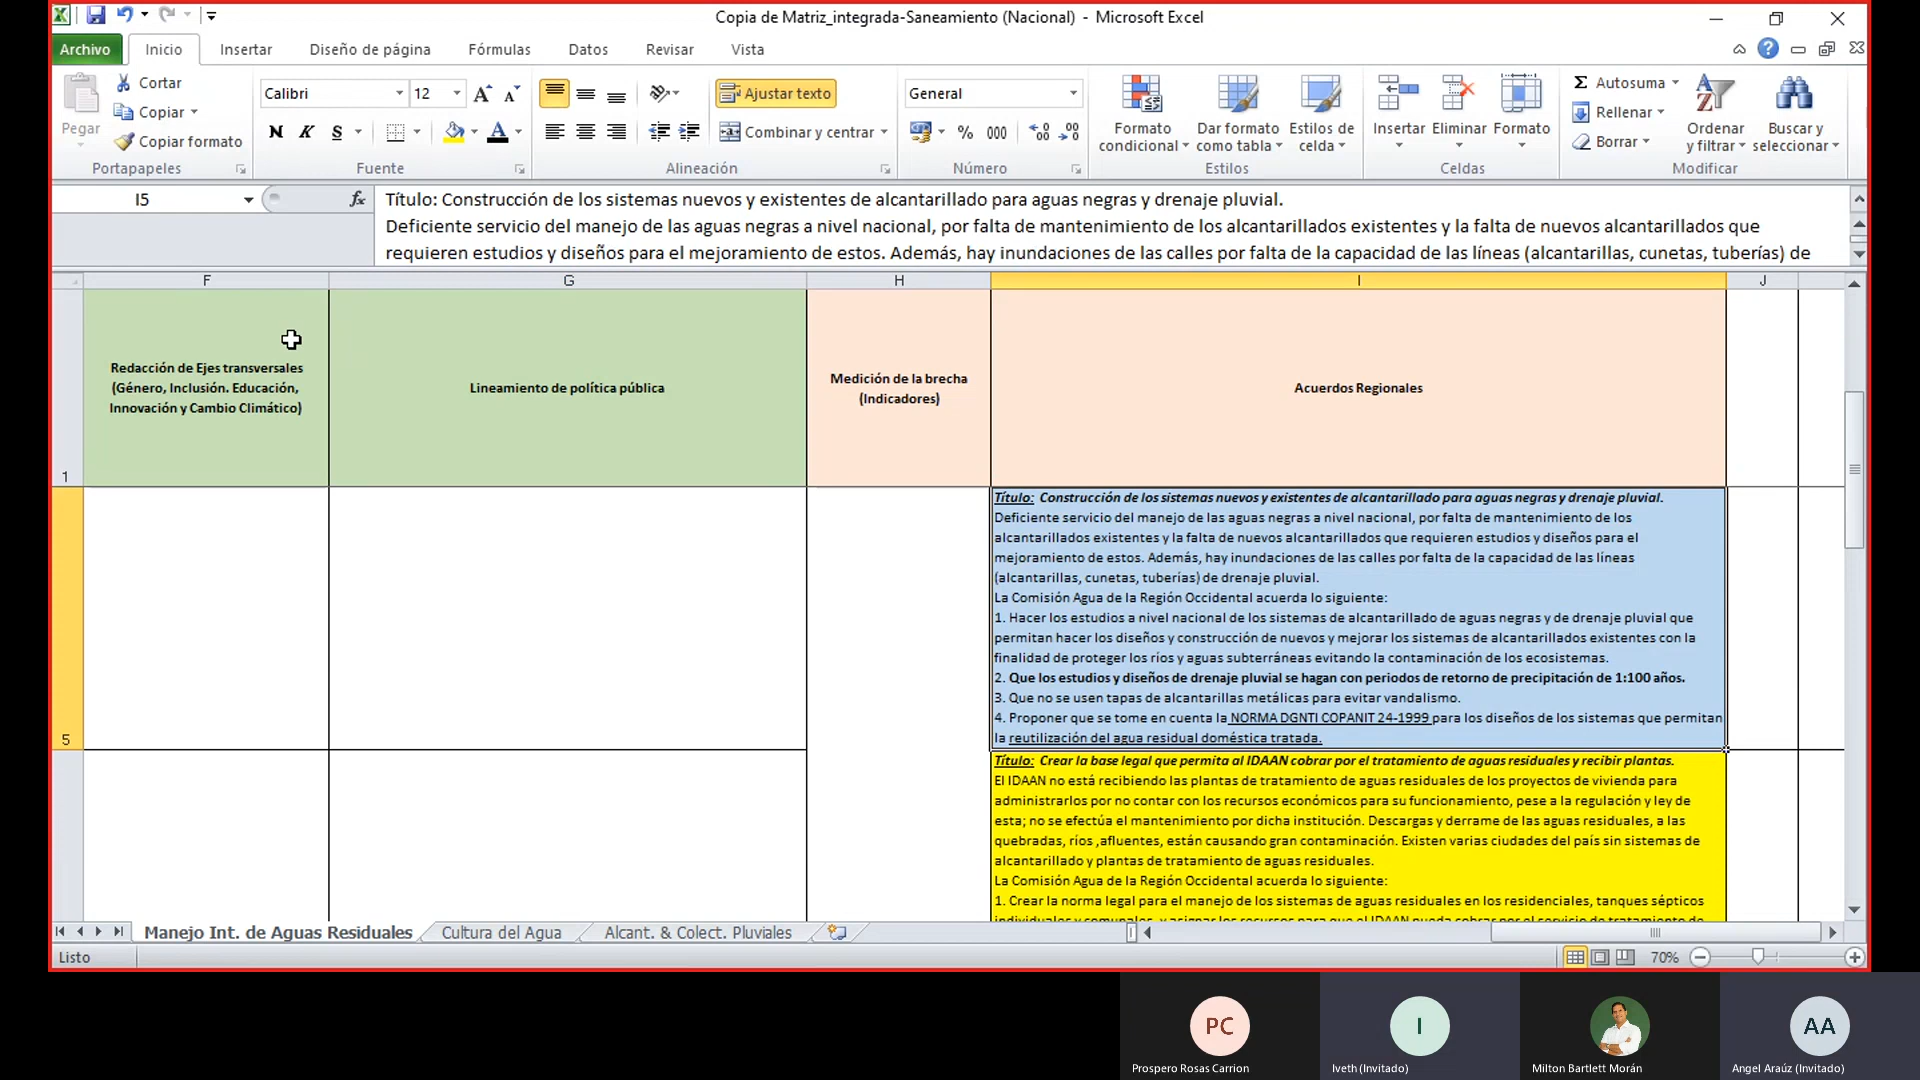 Copia de Matriz_integrada-Saneamiento (Nacional) - Microsoft Excel
Archivo Inicio Insertar Diseño de página Fórmulas Datos Revisar Vista
Pegar
Cortar
Copiar
Copiar formato
Portapapeles
Calibri 12
N K S A
Fuente
Ajustar texto
Combinar y centrar
Alineación
General
% 000
Número
Formato condicional
Dar formato como tabla
Estilos de celda
Estilos
Insertar Eliminar Formato
Celdas
Σ Autosuma
Rellenar
Borrar
Ordenar y filtrar
Buscar y seleccionar
Modificar
I5
fx
Título: Construcción de los sistemas nuevos y existentes de alcantarillado para aguas negras y drenaje pluvial.
Deficiente servicio del manejo de las aguas negras a nivel nacional, por falta de mantenimiento de los alcantarillados existentes y la falta de nuevos alcantarillados que
requieren estudios y diseños para el mejoramiento de estos. Además, hay inundaciones de las calles por falta de la capacidad de las líneas (alcantarillas, cunetas, tuberías) de
F G H I J
1
Redacción de Ejes transversales
(Género, Inclusión. Educación,
Innovación y Cambio Climático)
Lineamiento de política pública
Medición de la brecha
(Indicadores)
Acuerdos Regionales
5
Título: Construcción de los sistemas nuevos y existentes de alcantarillado para aguas negras y drenaje pluvial.
Deficiente servicio del manejo de las aguas negras a nivel nacional, por falta de mantenimiento de los
alcantarillados existentes y la falta de nuevos alcantarillados que requieren estudios y diseños para el
mejoramiento de estos. Además, hay inundaciones de las calles por falta de la capacidad de las líneas
(alcantarillas, cunetas, tuberías) de drenaje pluvial.
La Comisión Agua de la Región Occidental acuerda lo siguiente:
1. Hacer los estudios a nivel nacional de los sistemas de alcantarillado de aguas negras y de drenaje pluvial que
permitan hacer los diseños y construcción de nuevos y mejorar los sistemas de alcantarillados existentes con la
finalidad de proteger los ríos y aguas subterráneas evitando la contaminación de los ecosistemas.
2. Que los estudios y diseños de drenaje pluvial se hagan con periodos de retorno de precipitación de 1:100 años.
3. Que no se usen tapas de alcantarillas metálicas para evitar vandalismo.
4. Proponer que se tome en cuenta la NORMA DGNTI COPANIT 24-1999 para los diseños de los sistemas que permitan
la reutilización del agua residual doméstica tratada.
Título: Crear la base legal que permita al IDAAN cobrar por el tratamiento de aguas residuales y recibir plantas.
El IDAAN no está recibiendo las plantas de tratamiento de aguas residuales de los proyectos de vivienda para
administrarlos por no contar con los recursos económicos para su funcionamiento, pese a la regulación y ley de
esta; no se efectúa el mantenimiento por dicha institución. Descargas y derrame de las aguas residuales, a las
quebradas, ríos ,afluentes, están causando gran contaminación. Existen varias ciudades del país sin sistemas de
alcantarillado y plantas de tratamiento de aguas residuales.
La Comisión Agua de la Región Occidental acuerda lo siguiente:
1. Crear la norma legal para el manejo de los sistemas de aguas residuales en los residenciales, tanques sépticos
individuales y comunales, y asignar los recursos para que el IDAAN pueda cobrar por el servicio de tratamiento de
Manejo Int. de Aguas Residuales Cultura del Agua Alcant. & Colect. Pluviales
Listo 70%
PC I AA
Prospero Rosas Carrion Iveth (Invitado) Milton Bartlett Morán Angel Araúz (Invitado)